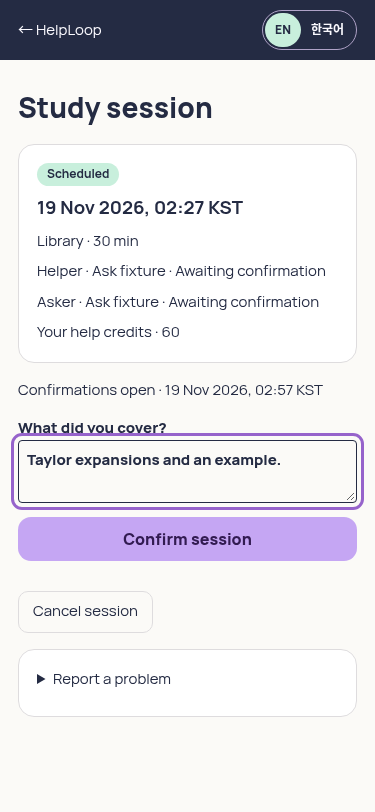 ← HelpLoop
EN 한국어
Study session
Scheduled
19 Nov 2026, 02:27 KST
Library · 30 min
Helper · Ask fixture · Awaiting confirmation
Asker · Ask fixture · Awaiting confirmation
Your help credits · 60
Confirmations open · 19 Nov 2026, 02:57 KST
What did you cover?
Taylor expansions and an example.
Confirm session
Cancel session
Report a problem